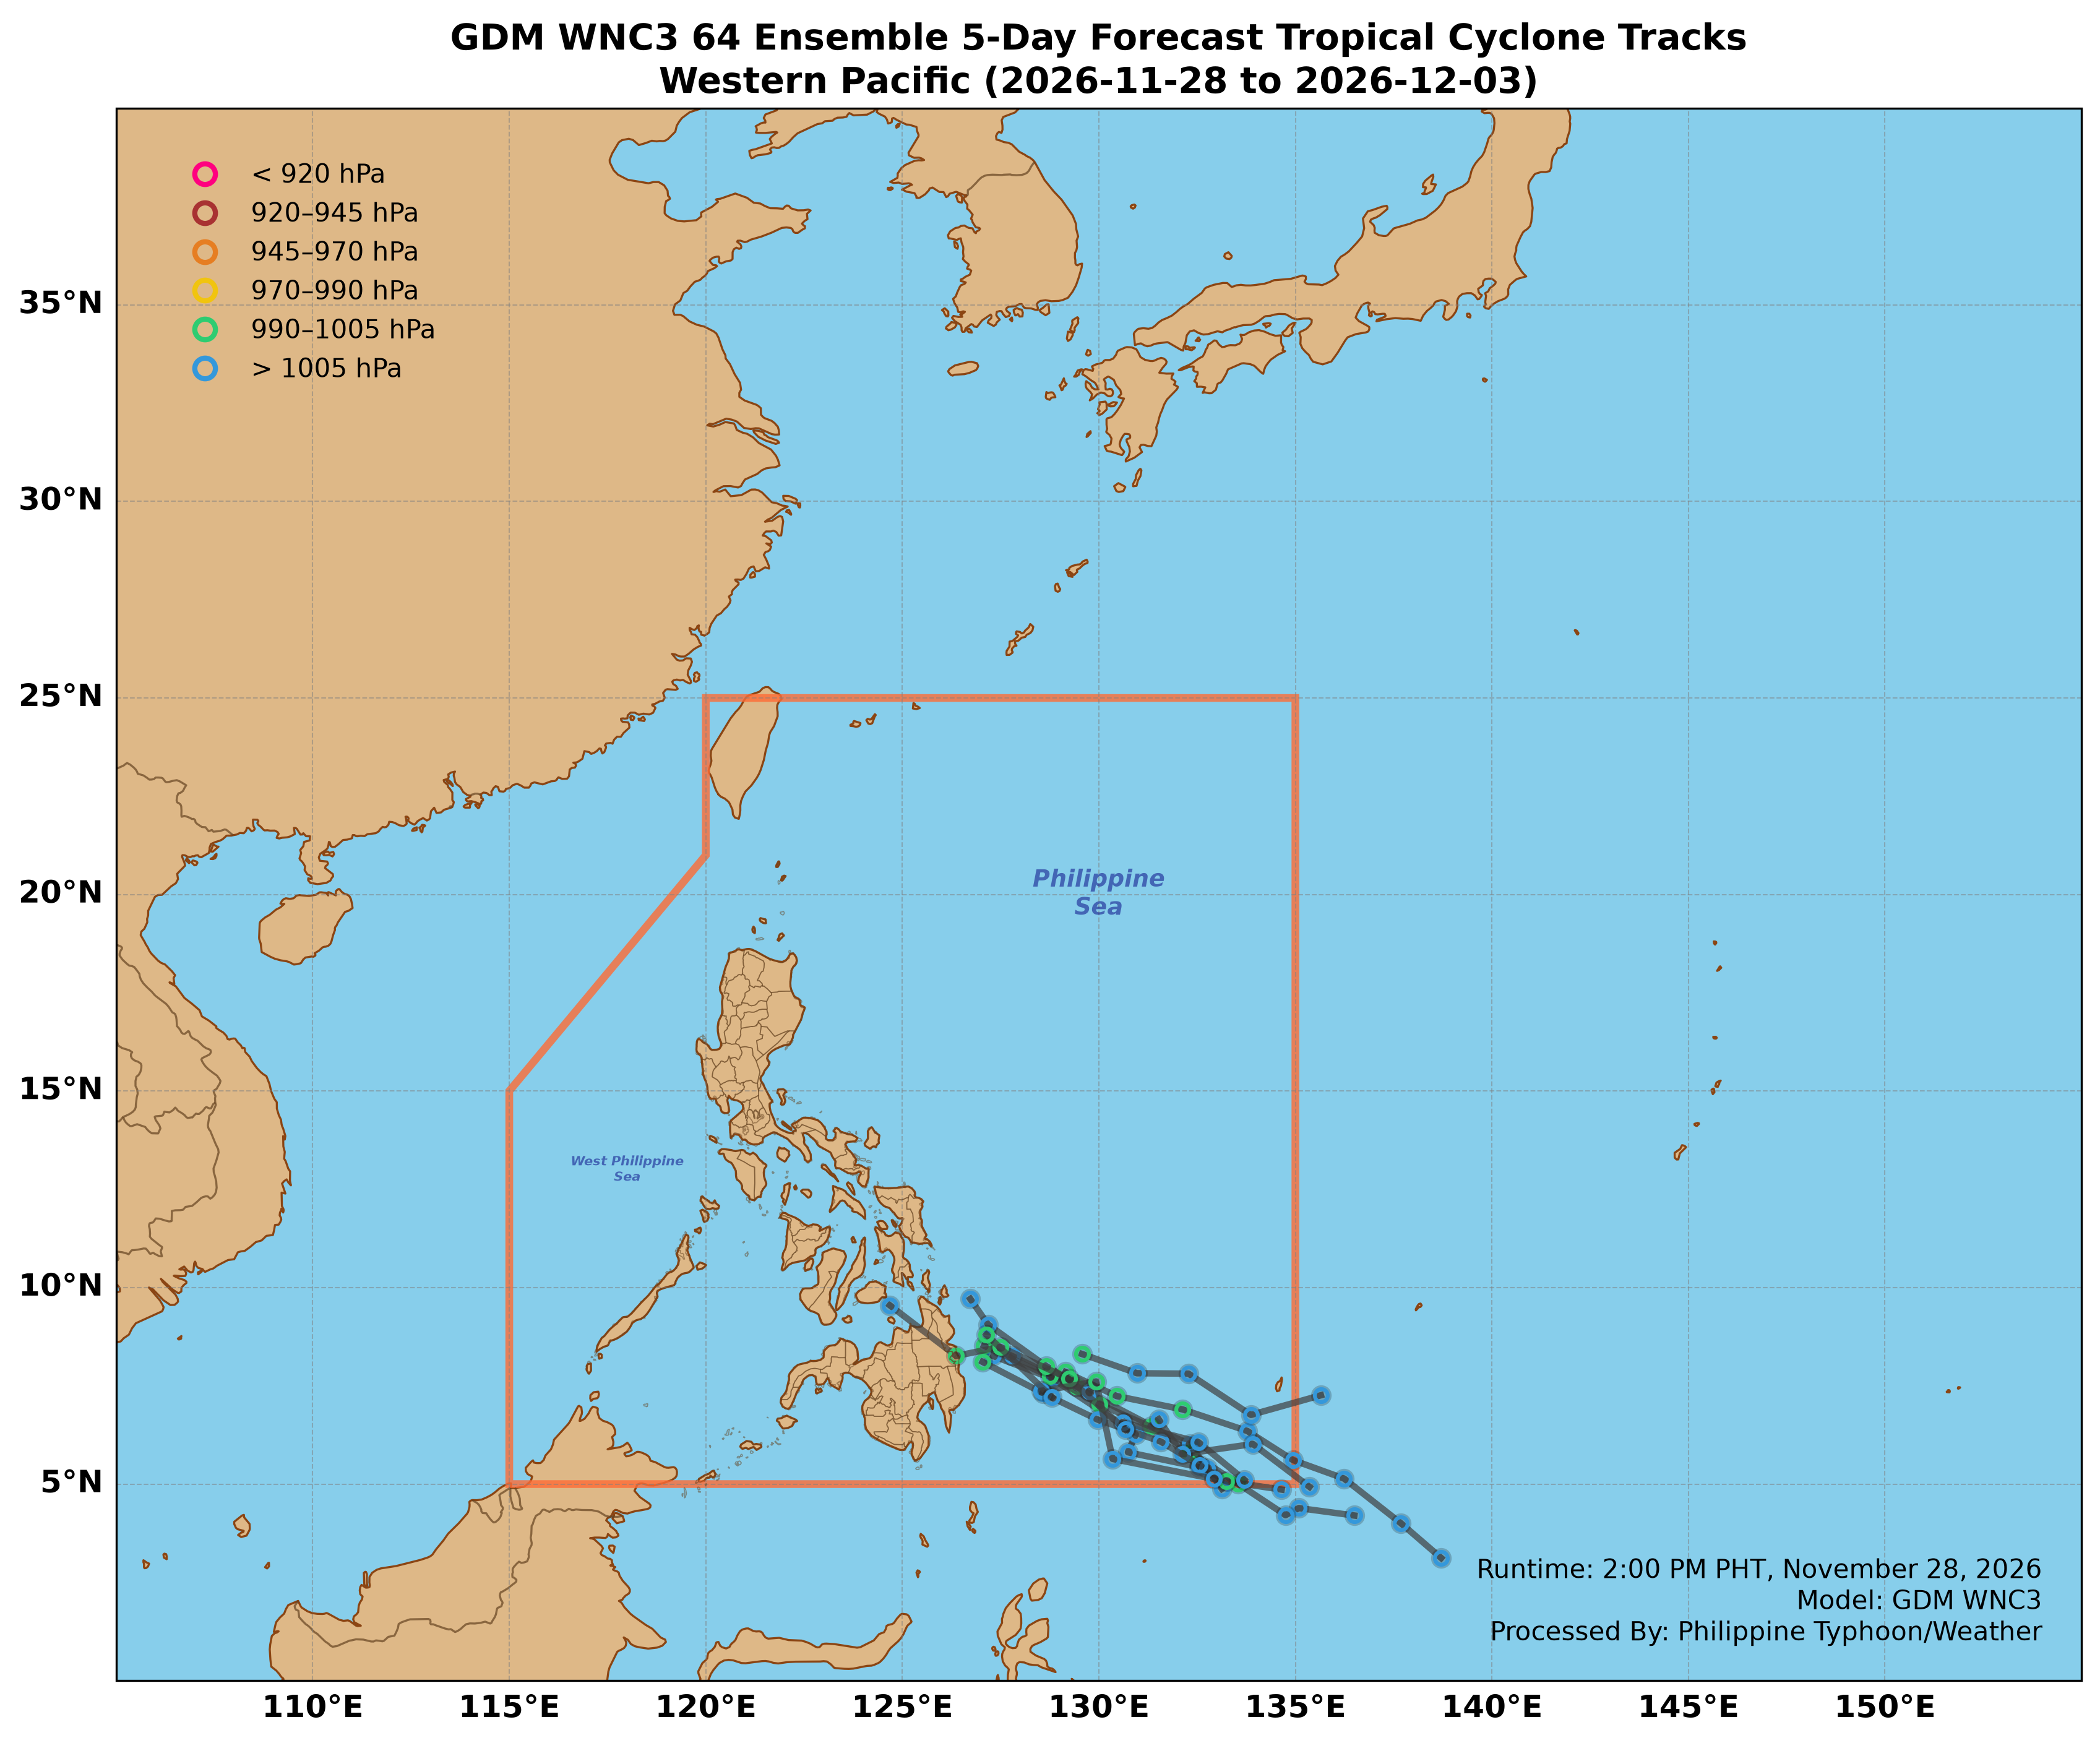 GDM WNC3 64 Ensemble 5-Day Forecast Tropical Cyclone Tracks
Western Pacific (2026-11-28 to 2026-12-03)
< 920 hPa
920–945 hPa
945–970 hPa
970–990 hPa
990–1005 hPa
> 1005 hPa
35°N
30°N
25°N
20°N
15°N
10°N
5°N
Philippine
Sea
West Philippine
Sea
Runtime: 2:00 PM PHT, November 28, 2026
Model: GDM WNC3
Processed By: Philippine Typhoon/Weather
110°E 115°E 120°E 125°E 130°E 135°E 140°E 145°E 150°E